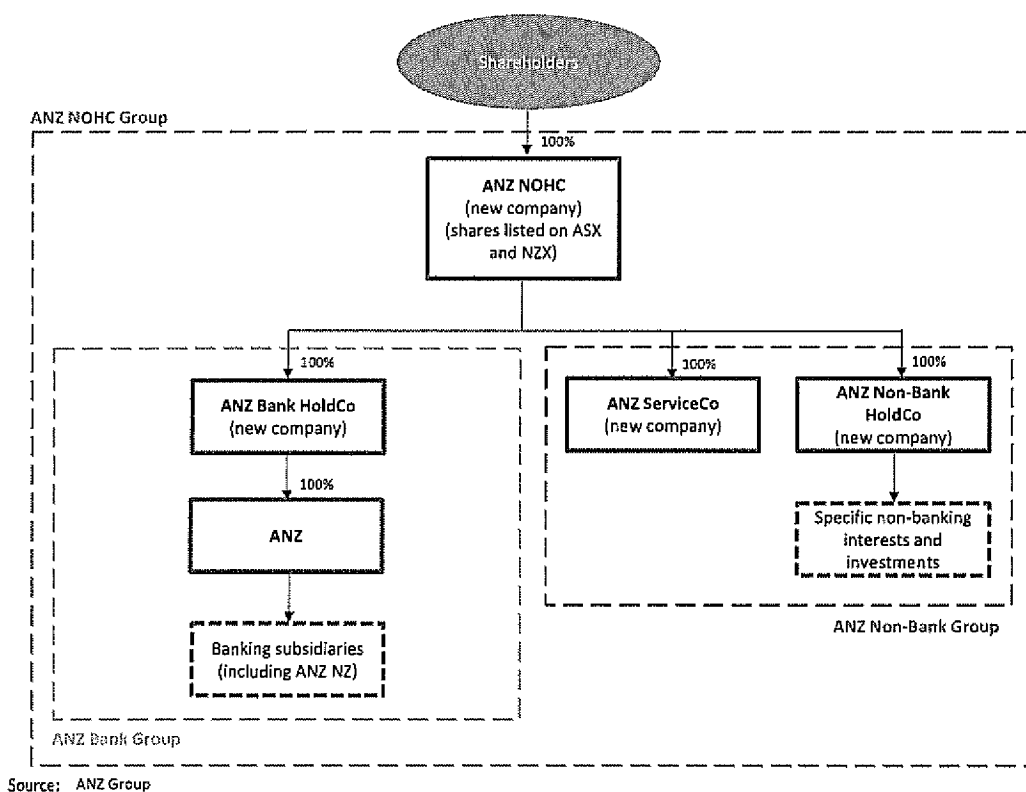 Shareholders
ANZ NOHC Group
100%
ANZ NOHC
(new company)
(shares listed on ASX
and NZX)
100%
100%
100%
ANZ Bank HoldCo
(new company)
ANZ ServiceCo
(new company)
ANZ Non-Bank
HoldCo
(new company)
100%
ANZ
Specific non-banking
interests and
investments
Banking subsidiaries
(including ANZ NZ)
ANZ Non-Bank Group
ANZ Bank Group
Source: ANZ Group